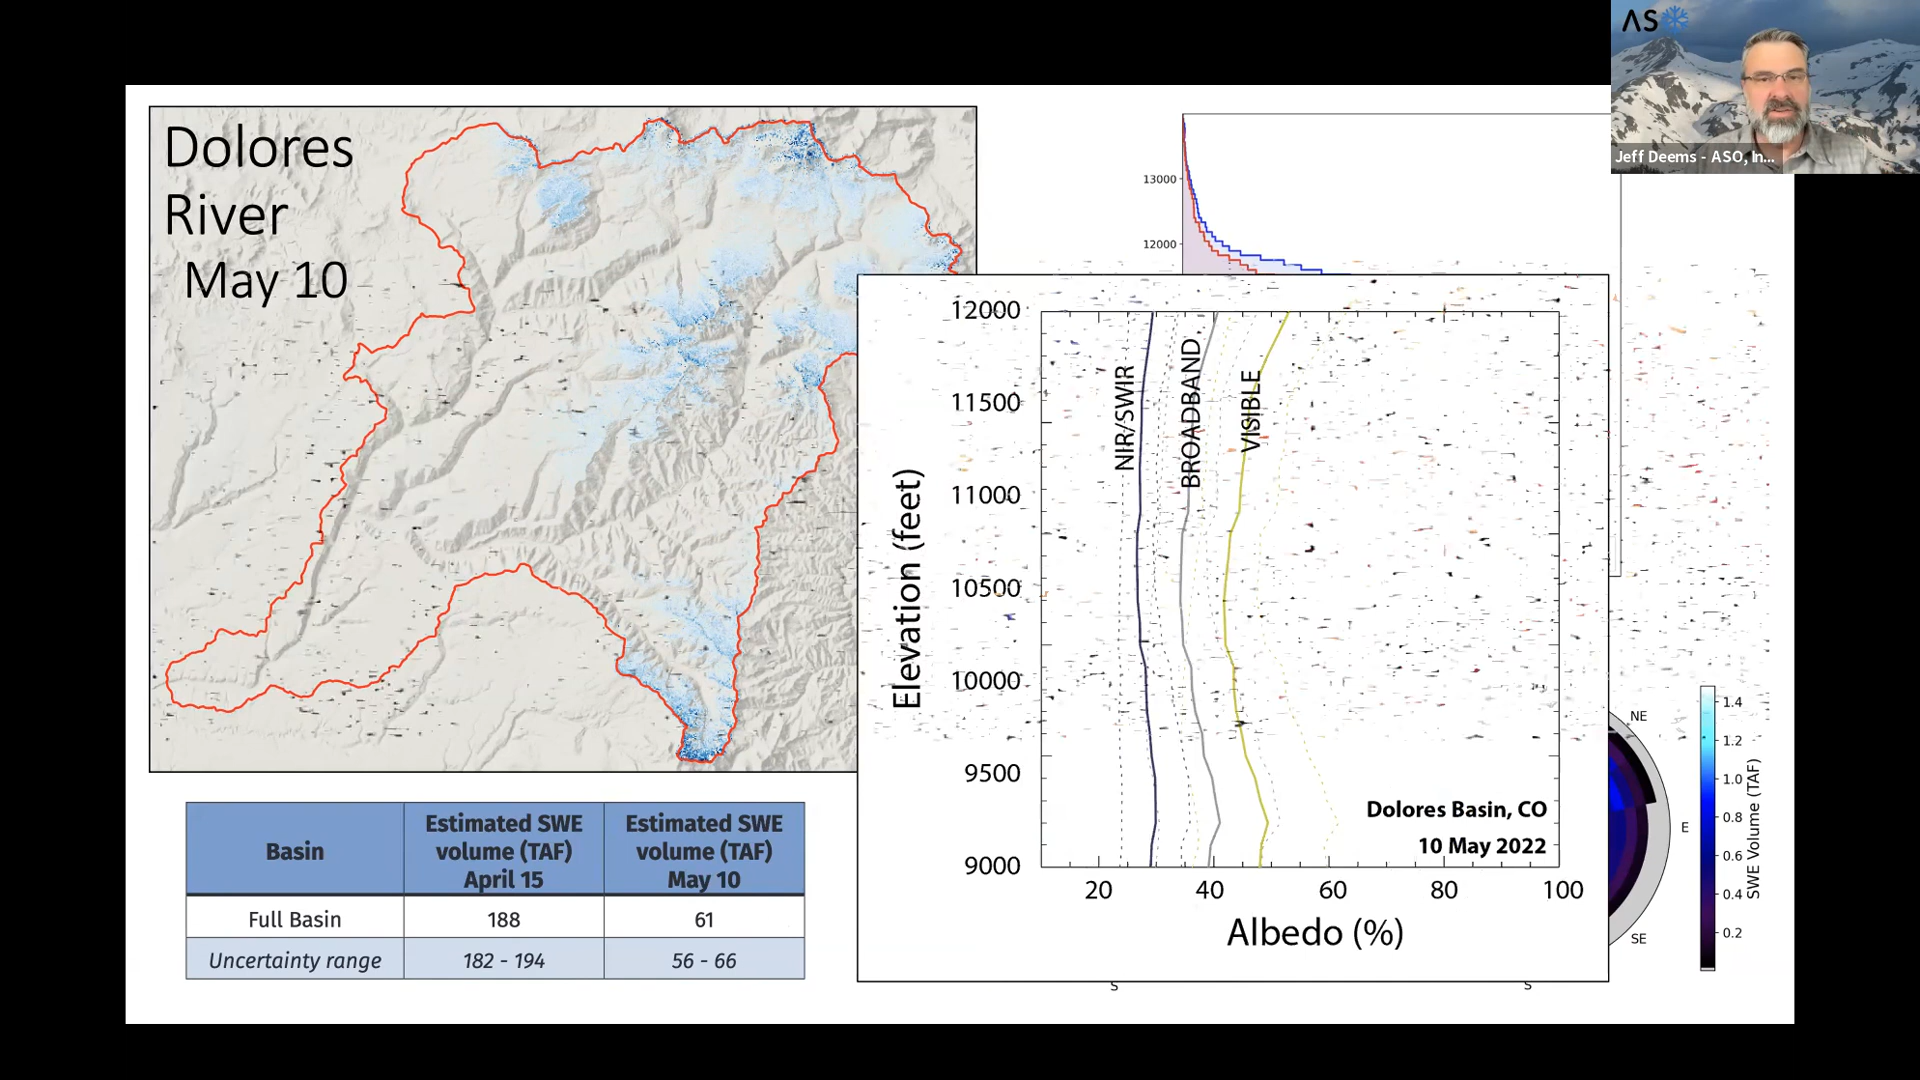 ASO
Jeff Deems - ASO, In...
Dolores
River
May 10
13000
12000
12000
11500
11000
10500
10000
9500
9000
Elevation (feet)
NIR/SWIR
BROADBAND
VISIBLE
Dolores Basin, CO
10 May 2022
20 40 60 80 100
Albedo (%)
NE
E
SE
S
S
1.4
1.2
1.0
0.8
0.6
0.4
0.2
SWE Volume (TAF)
Basin
Estimated SWE
volume (TAF)
April 15
Estimated SWE
volume (TAF)
May 10
Full Basin 188 61
Uncertainty range 182 - 194 56 - 66